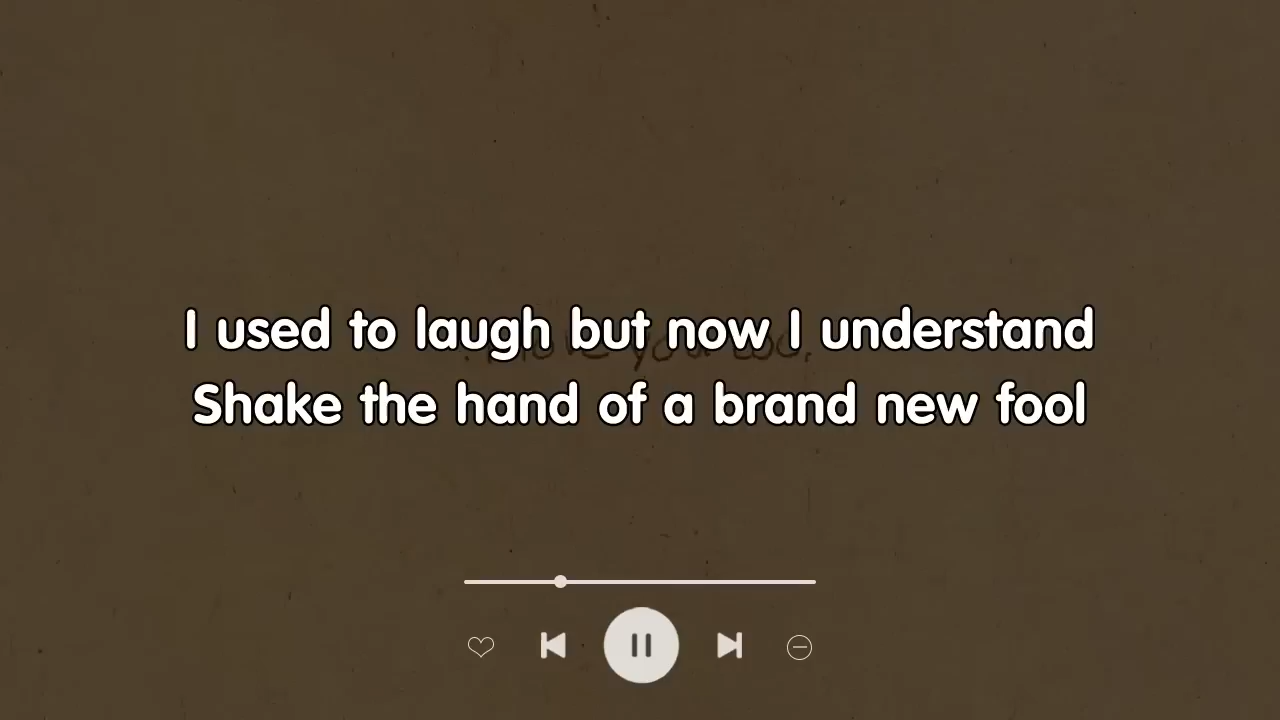 I used to laugh but now I understand
Shake the hand of a brand new fool